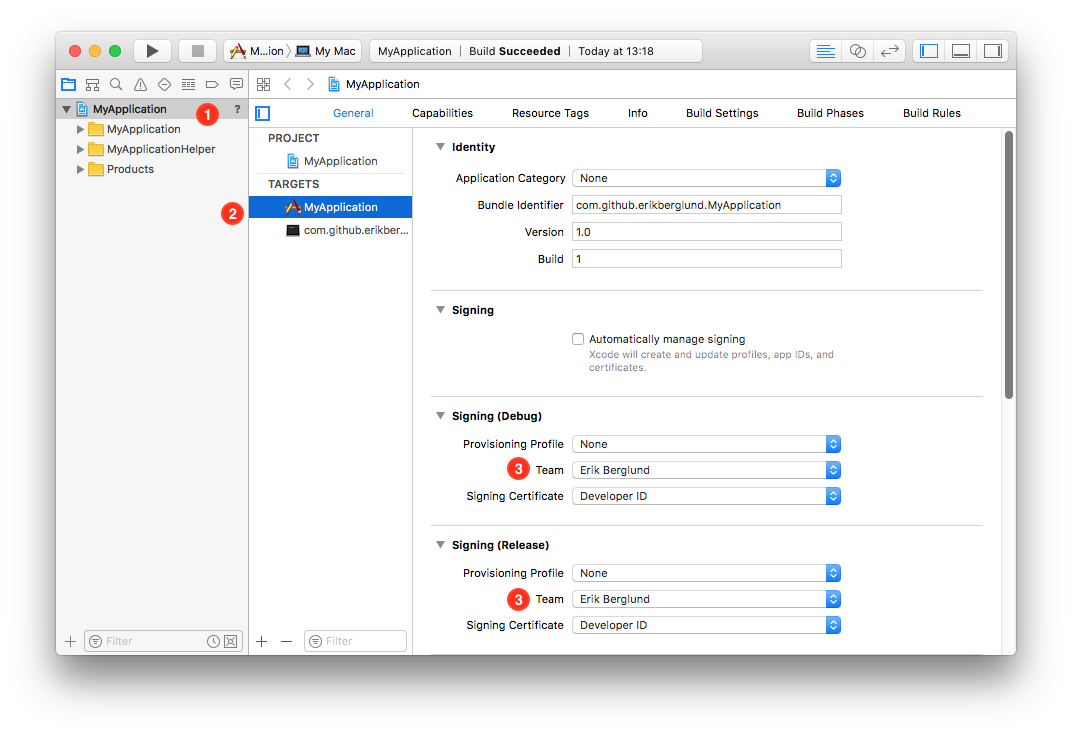 M...ion
My Mac
MyApplication | Build Succeeded | Today at 13:18
MyApplication
MyApplication 1 ?
MyApplication
MyApplicationHelper
Products
Filter
General Capabilities Resource Tags Info Build Settings Build Phases Build Rules
PROJECT
MyApplication
TARGETS
2 MyApplication
com.github.erikber...
Filter
Identity
Application Category None
Bundle Identifier com.github.erikberglund.MyApplication
Version 1.0
Build 1
Signing
Automatically manage signing
Xcode will create and update profiles, app IDs, and
certificates.
Signing (Debug)
Provisioning Profile None
3 Team Erik Berglund
Signing Certificate Developer ID
Signing (Release)
Provisioning Profile None
3 Team Erik Berglund
Signing Certificate Developer ID